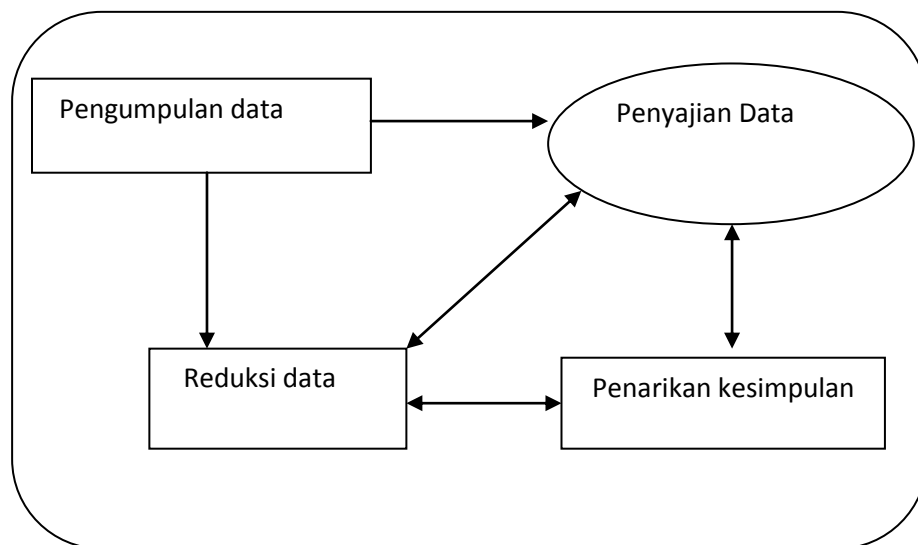 Pengumpulan data
Penyajian Data
Reduksi data
Penarikan kesimpulan